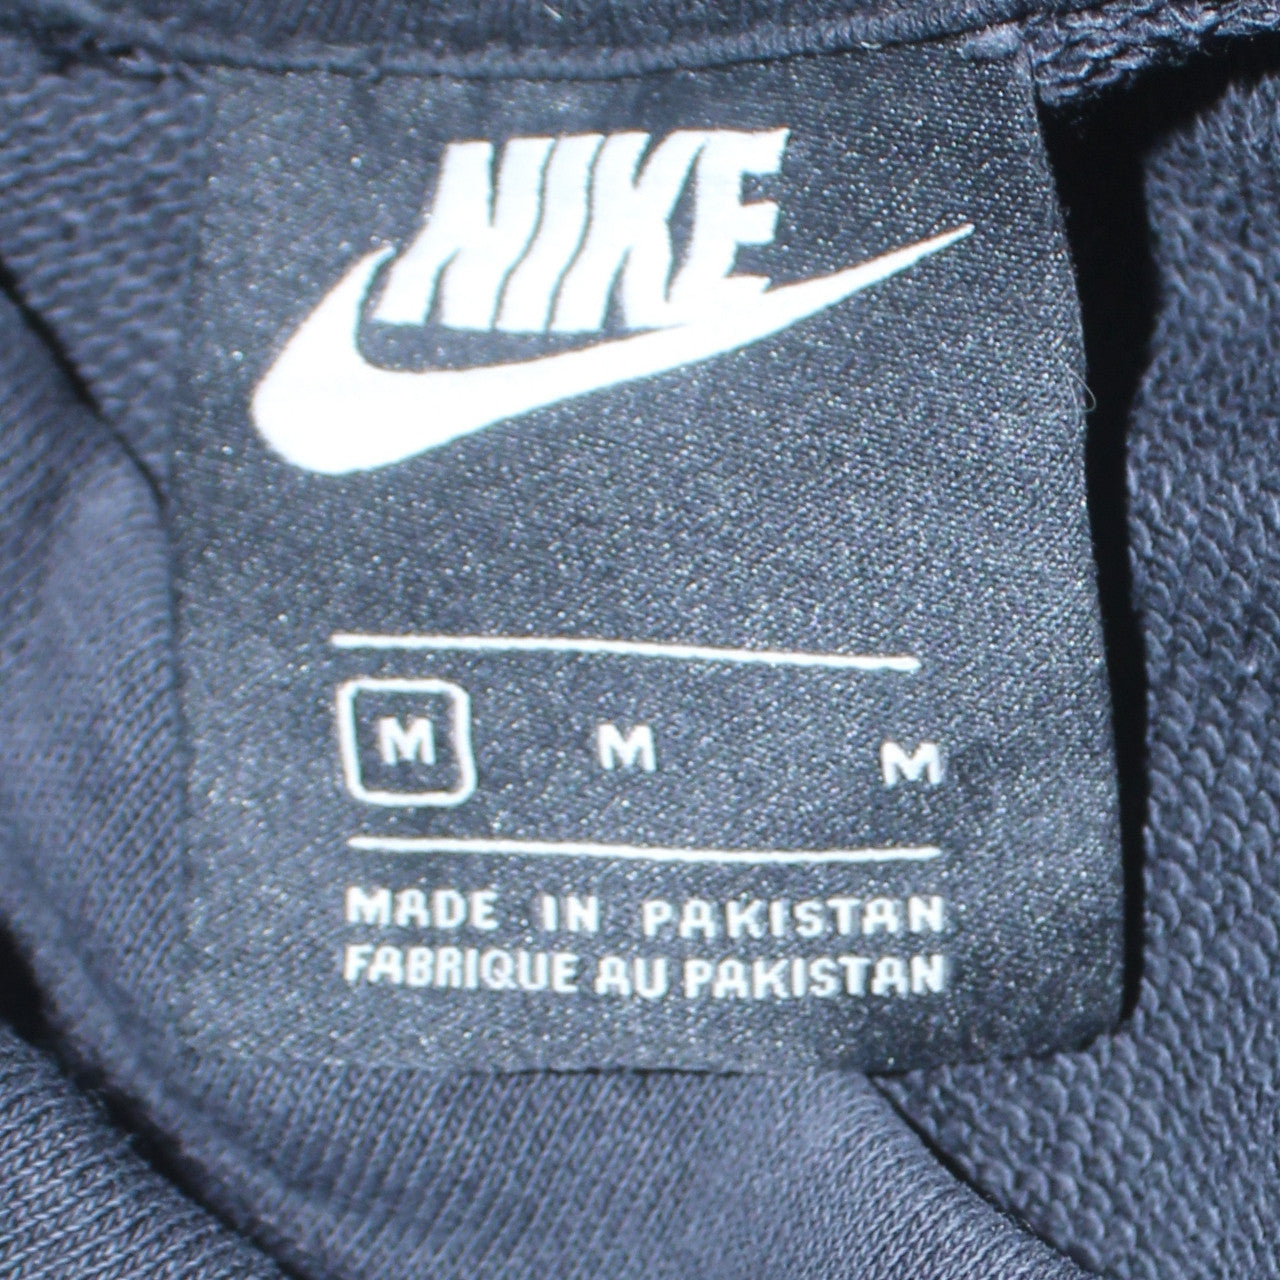 NIKE
M M M
MADE IN PAKISTAN
FABRIQUE AU PAKISTAN